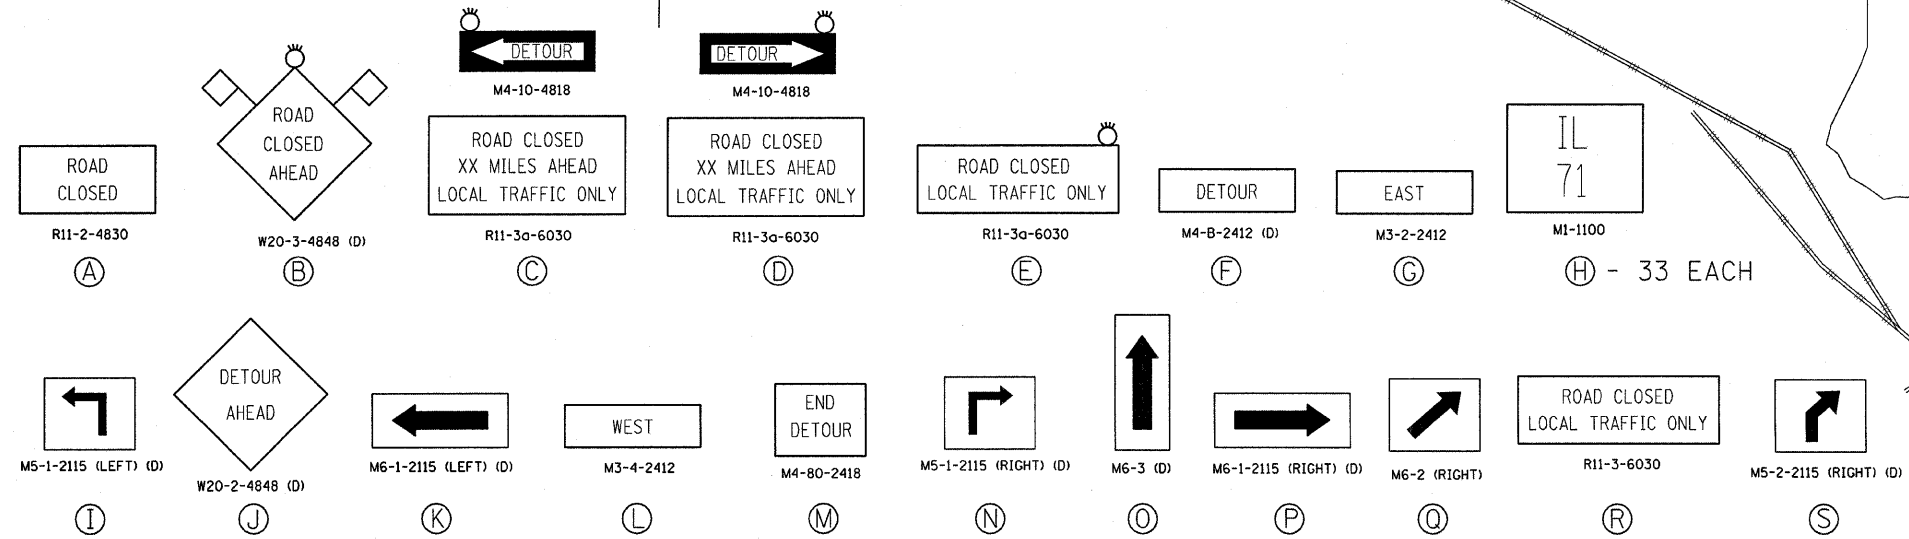 DETOUR
M4-10-4818
DETOUR
M4-10-4818
ROAD
CLOSED
R11-2-4830
A
ROAD
CLOSED
AHEAD
W20-3-4848 (D)
B
ROAD CLOSED
XX MILES AHEAD
LOCAL TRAFFIC ONLY
R11-3a-6030
C
ROAD CLOSED
XX MILES AHEAD
LOCAL TRAFFIC ONLY
R11-3a-6030
D
ROAD CLOSED
LOCAL TRAFFIC ONLY
R11-3a-6030
E
DETOUR
M4-8-2412 (D)
F
EAST
M3-2-2412
G
IL
71
M1-1100
H - 33 EACH
M5-1-2115 (LEFT) (D)
I
DETOUR
AHEAD
W20-2-4848 (D)
J
M6-1-2115 (LEFT) (D)
K
WEST
M3-4-2412
L
END
DETOUR
M4-80-2418
M
M5-1-2115 (RIGHT) (D)
N
M6-3 (D)
O
M6-1-2115 (RIGHT) (D)
P
M6-2 (RIGHT)
Q
ROAD CLOSED
LOCAL TRAFFIC ONLY
R11-3-6030
R
M5-2-2115 (RIGHT) (D)
S